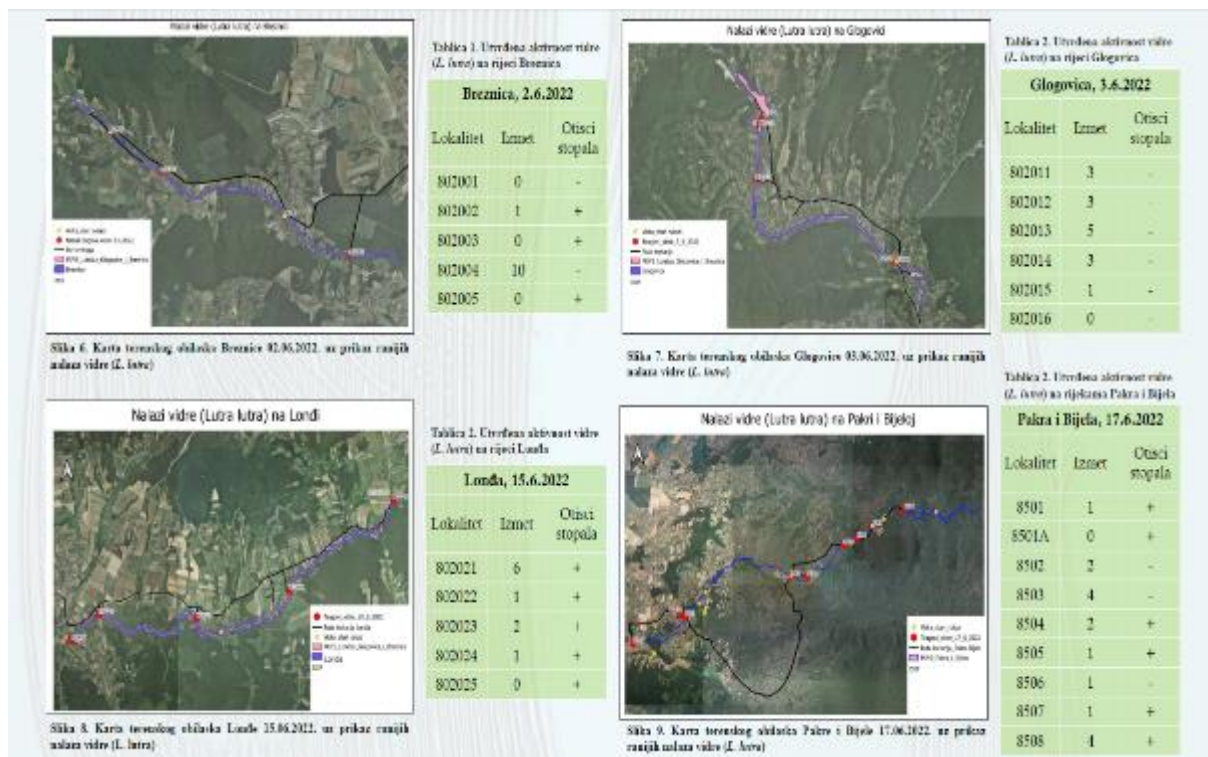 Nalazi vidre (Lutra lutra) na Breznici
Tablica 1. Utvrđena aktivnost vidre
(L. lutra) na rijeci Breznica
Breznica, 2.6.2022
Lokalitet Izmet Otisci stopala
802001 0 -
802002 1 +
802003 0 +
802004 10 -
802005 0 +
Slika 6. Karta terenskog obilaska Breznice 02.06.2022. uz prikaz ranijih
nalaza vidre (L. lutra)
Nalazi vidre (Lutra lutra) na Glogovici
Tablica 2. Utvrđena aktivnost vidre
(L. lutra) na rijeci Glogovica
Glogovica, 3.6.2022
Lokalitet Izmet Otisci stopala
802011 3 -
802012 3 -
802013 5 -
802014 3 -
802015 1
802016 0 -
Slika 7. Karta terenskog obilaska Glogovice 03.06.2022. uz prikaz ranijih
nalaza vidre (L. lutra)
Nalazi vidre (Lutra lutra) na Lonđi
Tablica 2. Utvrđena aktivnost vidre
(L. lutra) na rijeci Lonđa
Lonđa, 15.6.2022
Lokalitet Izmet Otisci stopala
802021 6 +
802022 1 +
802023 2 +
802024 1 +
802025 0 +
Slika 8. Karta terenskog obilaska Lonđe 15.06.2022. uz prikaz ranijih
nalaza vidre (L. lutra)
Nalazi vidre (Lutra lutra) na Pakri i Bijeloj
Tablica 2. Utvrđena aktivnost vidre
(L. lutra) na rijekama Pakra i Bijela
Pakra i Bijela, 17.6.2022
Lokalitet Izmet Otisci stopala
8501 1 +
8501A 0 +
8502 2 -
8503 4 -
8504 2 +
8505 1 +
8506 1 -
8507 1 +
8508 4 +
Slika 9. Karta terenskog obilaska Pakre i Bijele 17.06.2022. uz prikaz
ranijih nalaza vidre (L. lutra)